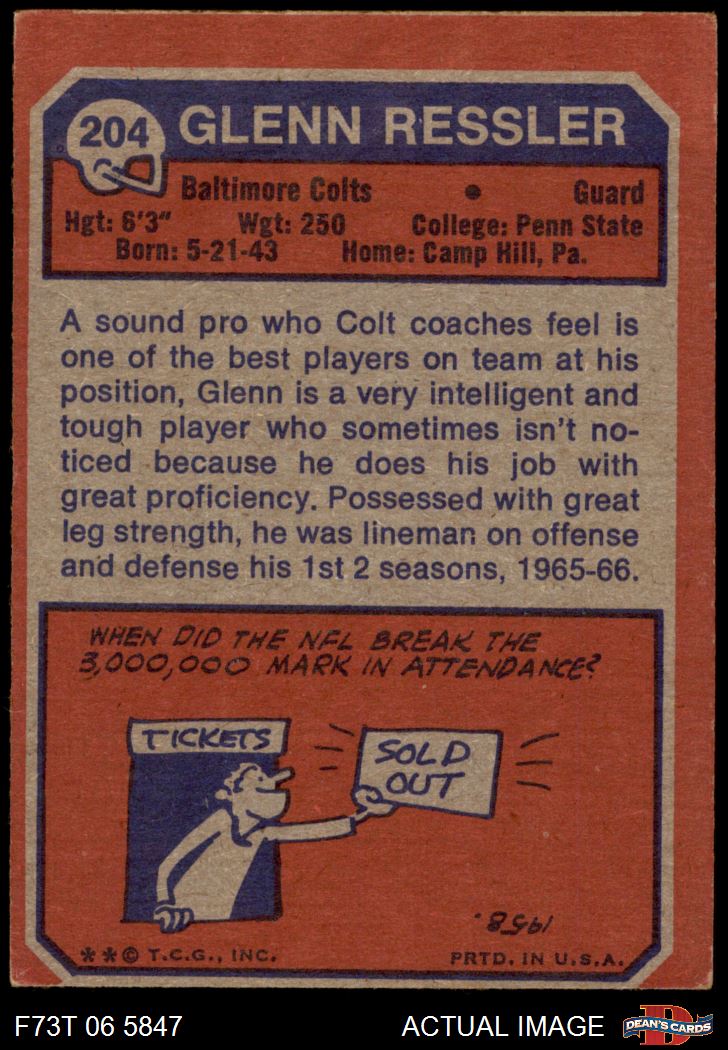 204 GLENN RESSLER
Baltimore Colts • Guard
Hgt: 6'3" Wgt: 250 College: Penn State
Born: 5-21-43 Home: Camp Hill, Pa.
A sound pro who Colt coaches feel is
one of the best players on team at his
position, Glenn is a very intelligent and
tough player who sometimes isn't no-
ticed because he does his job with
great proficiency. Possessed with great
leg strength, he was lineman on offense
and defense his 1st 2 seasons, 1965-66.
WHEN DID THE NFL BREAK THE
3,000,000 MARK IN ATTENDANCE?
TICKETS
SOLD
OUT
1958.
**© T.C.G., INC. PRTD. IN U.S.A.
F73T 06 5847 ACTUAL IMAGE
D
DEAN'S CARDS